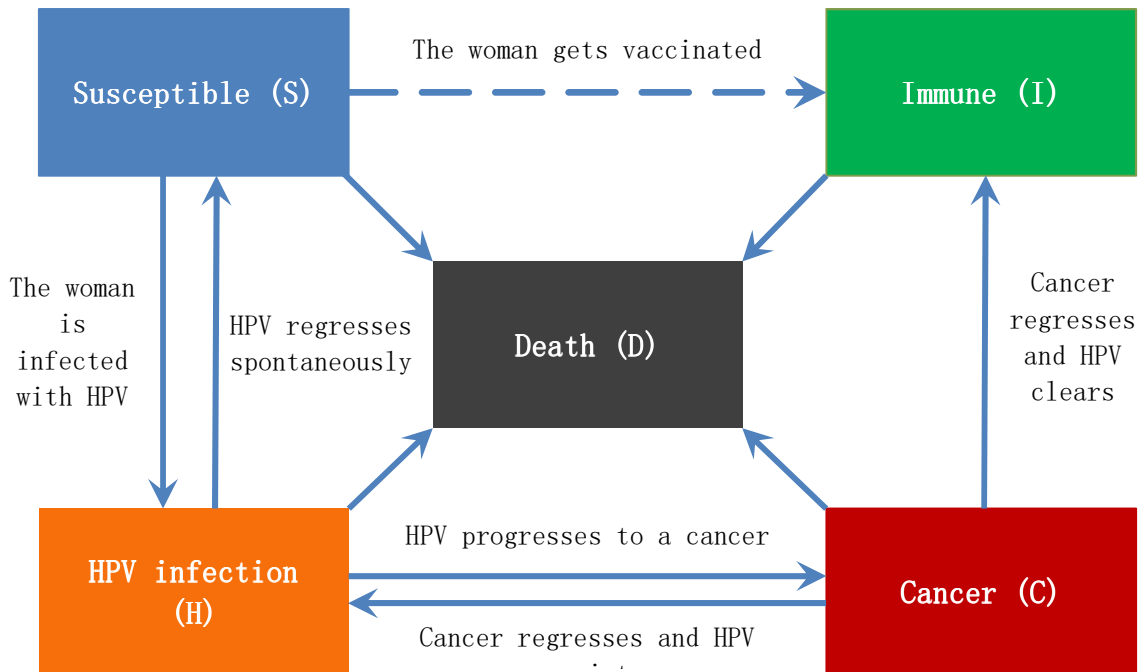 Susceptible (S)
The woman gets vaccinated
Immune (I)
The woman
is
infected
with HPV
HPV regresses
spontaneously
Death (D)
Cancer
regresses
and HPV
clears
HPV infection
(H)
HPV progresses to a cancer
Cancer (C)
Cancer regresses and HPV